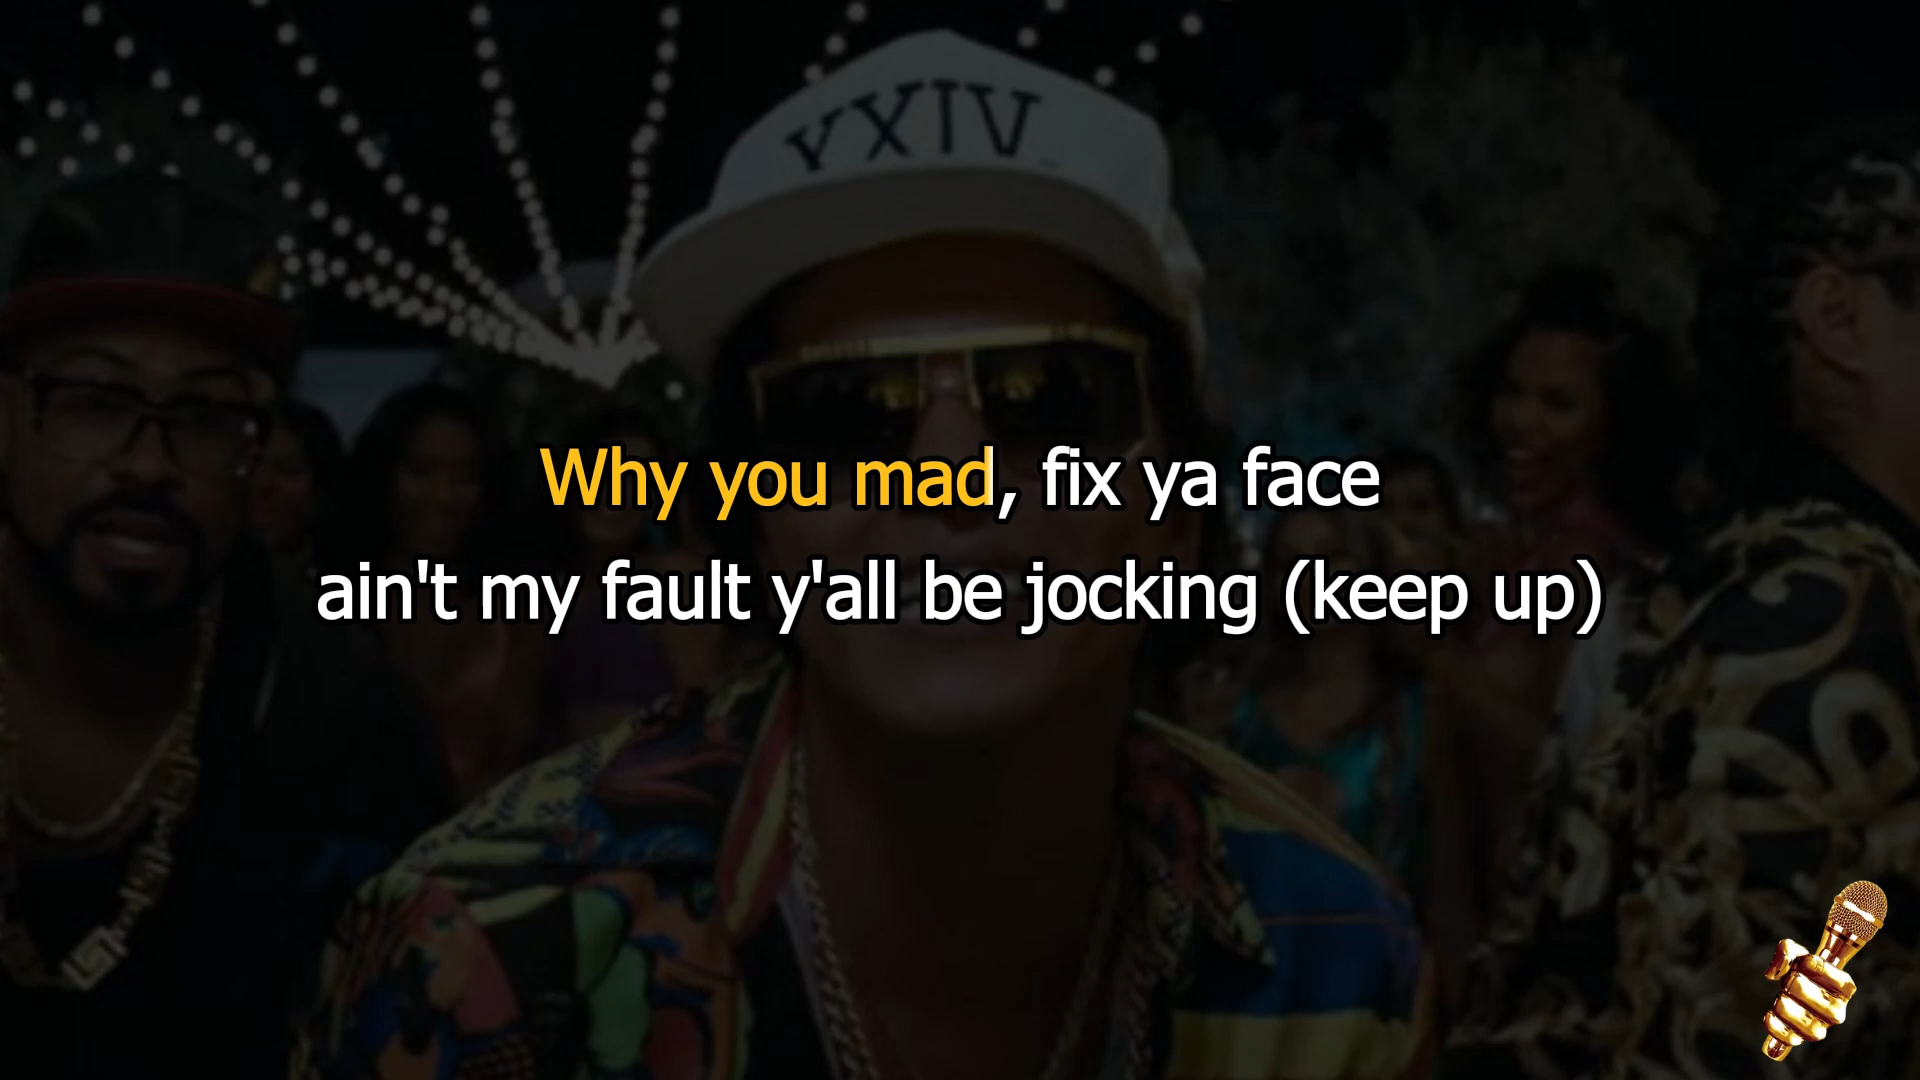 YXIV
Why you mad, fix ya face
ain't my fault y'all be jocking (keep up)